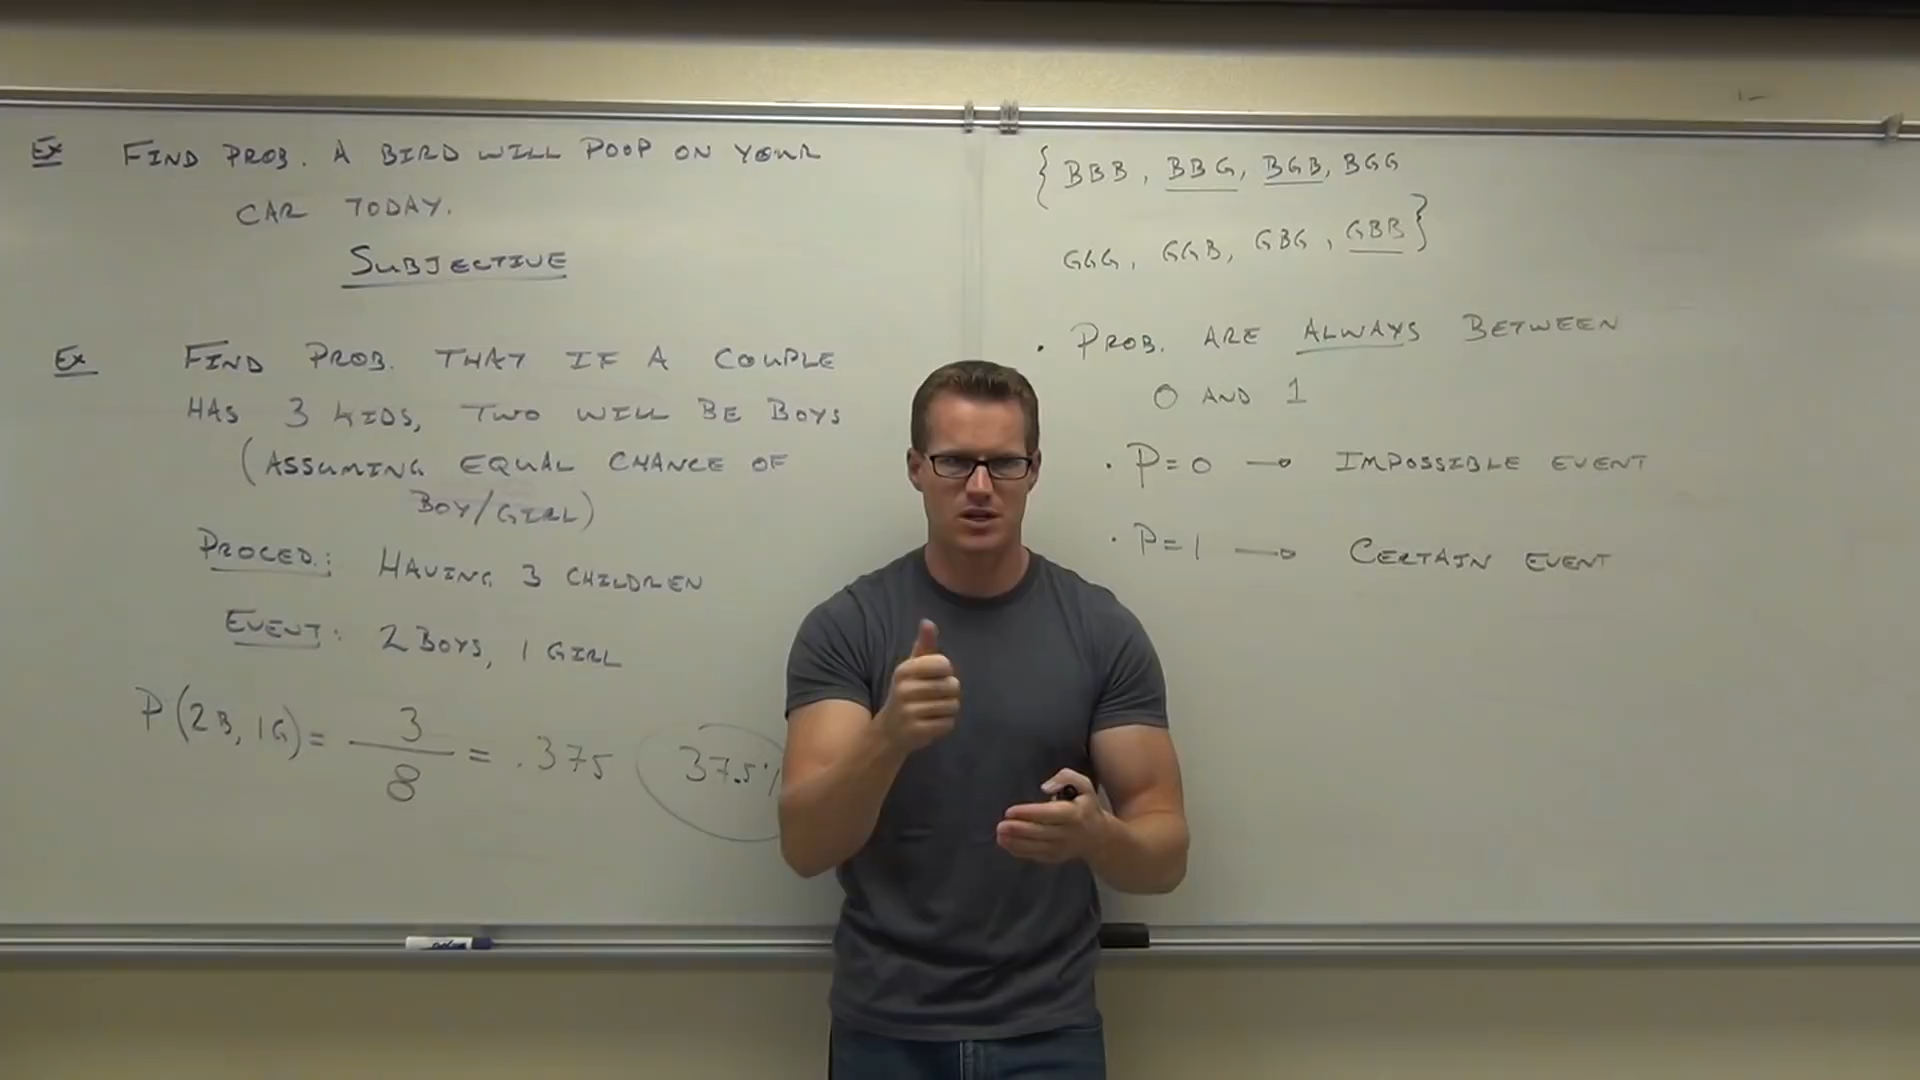 Ex FIND PROB. A BIRD WILL POOP ON YOUR
CAR TODAY.
SUBJECTIVE
Ex FIND PROB. THAT IF A COUPLE
HAS 3 KIDS, TWO WILL BE BOYS
(ASSUMING EQUAL CHANCE OF
BOY/GIRL)
PROCED.: HAVING 3 CHILDREN
EVENT: 2 BOYS, 1 GIRL
P(2B, 1G) = 3/8 = .375 37.5%
{BBB, BBG, BGB, BGG
GGG, GGB, GBG, GBB}
• PROB. ARE ALWAYS BETWEEN
0 AND 1
• P=0 → IMPOSSIBLE EVENT
• P=1 → CERTAIN EVENT